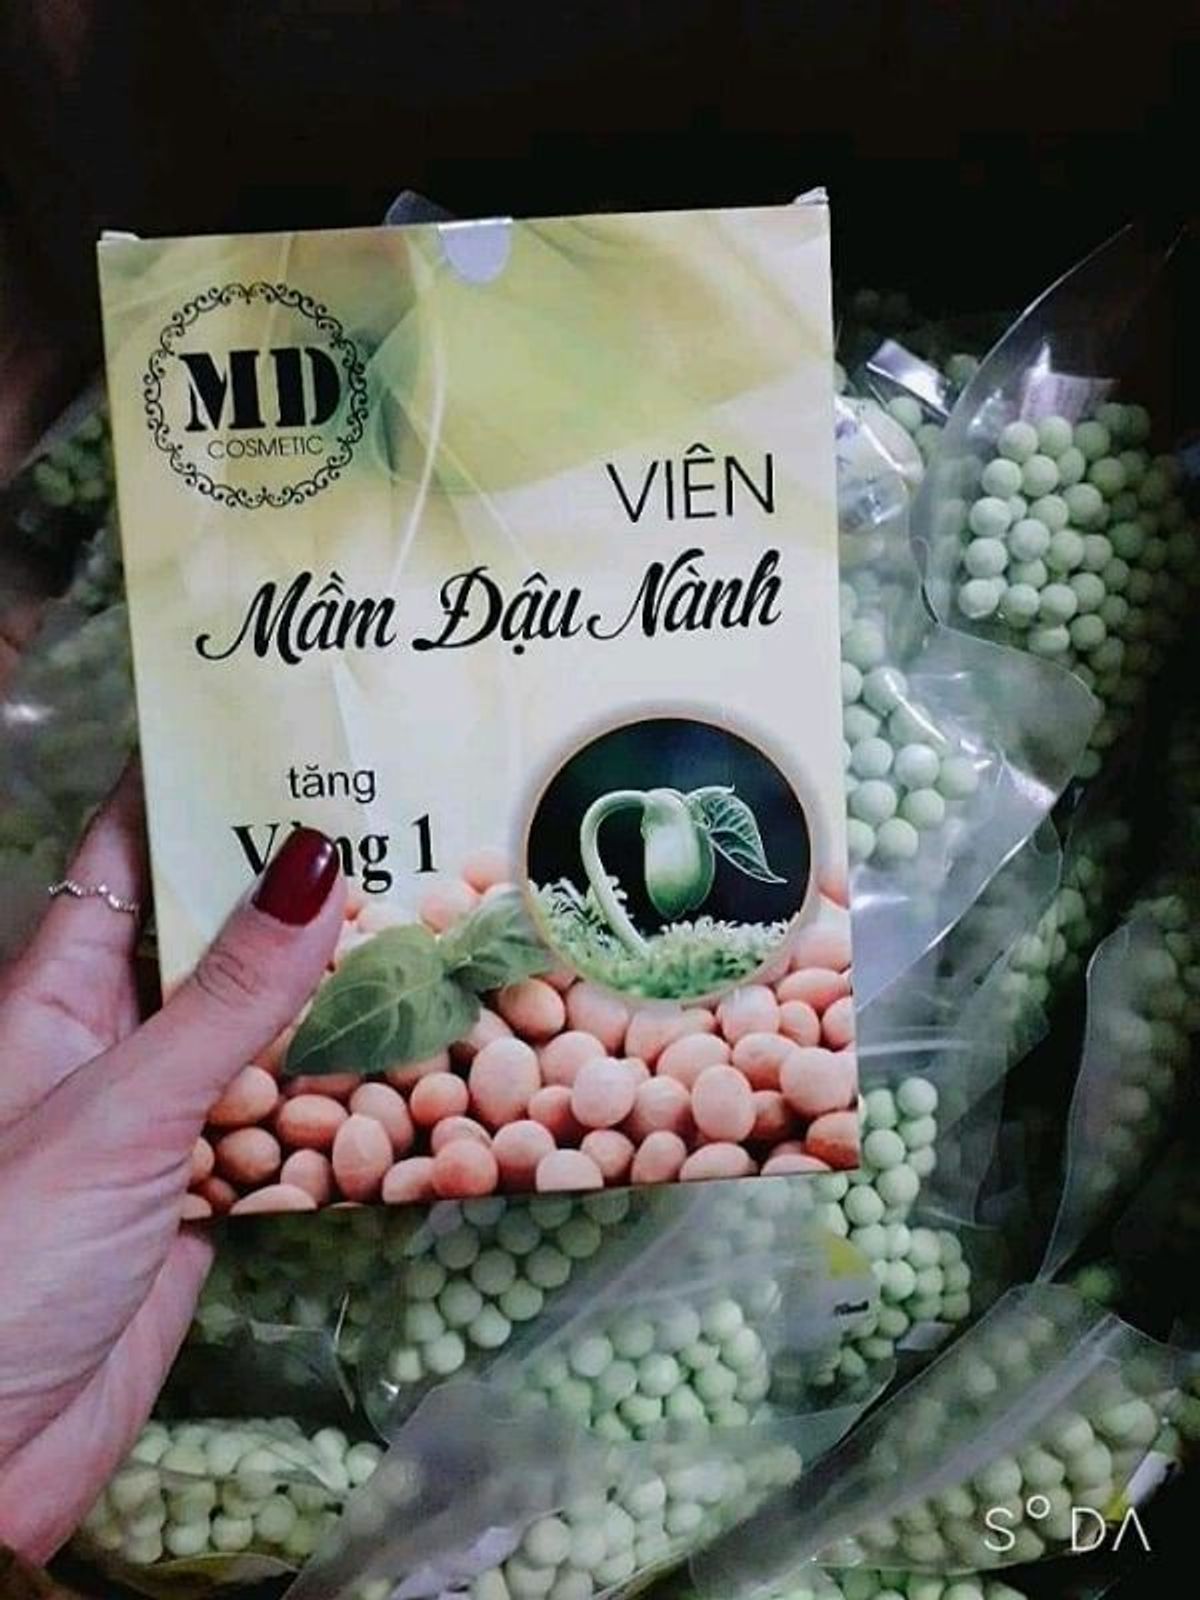 MD
COSMETIC
VIÊN
Mầm Đậu Nành
tăng
1
SODA